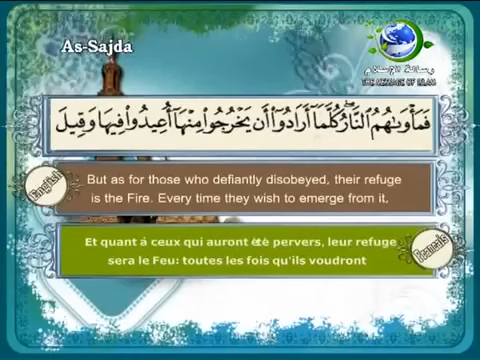 As-Sajda
رسالة الإسلام
THE MESSAGE OF ISLAM
فَمَأْوَىٰهُمُ ٱلنَّارُ ۖ كُلَّمَآ أَرَادُوٓا۟ أَن يَخْرُجُوا۟ مِنْهَآ أُعِيدُوا۟ فِيهَا وَقِيلَ
English
But as for those who defiantly disobeyed, their refuge
is the Fire. Every time they wish to emerge from it,
Et quant á ceux qui auront étè pervers, leur refuge
sera le Feu: toutes les fois qu'ils voudront
Francais